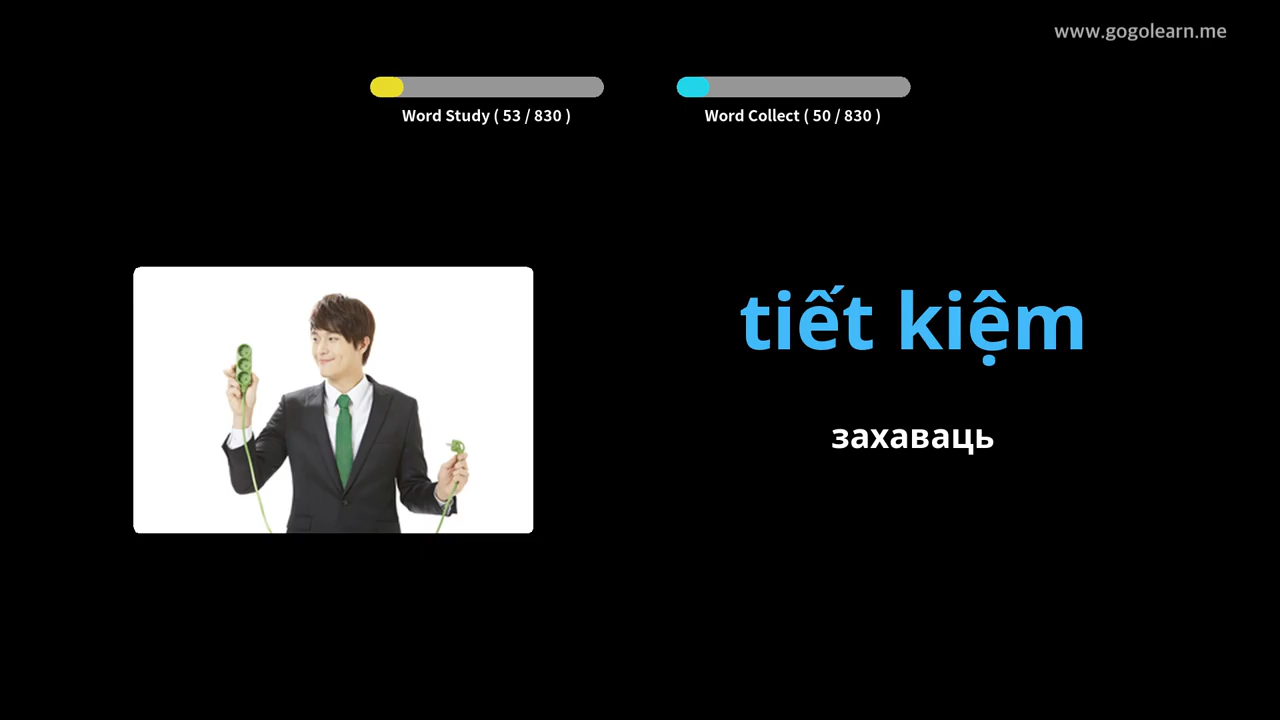 www.gogolearn.me
Word Study ( 53 / 830 )
Word Collect ( 50 / 830 )
tiết kiệm
захаваць